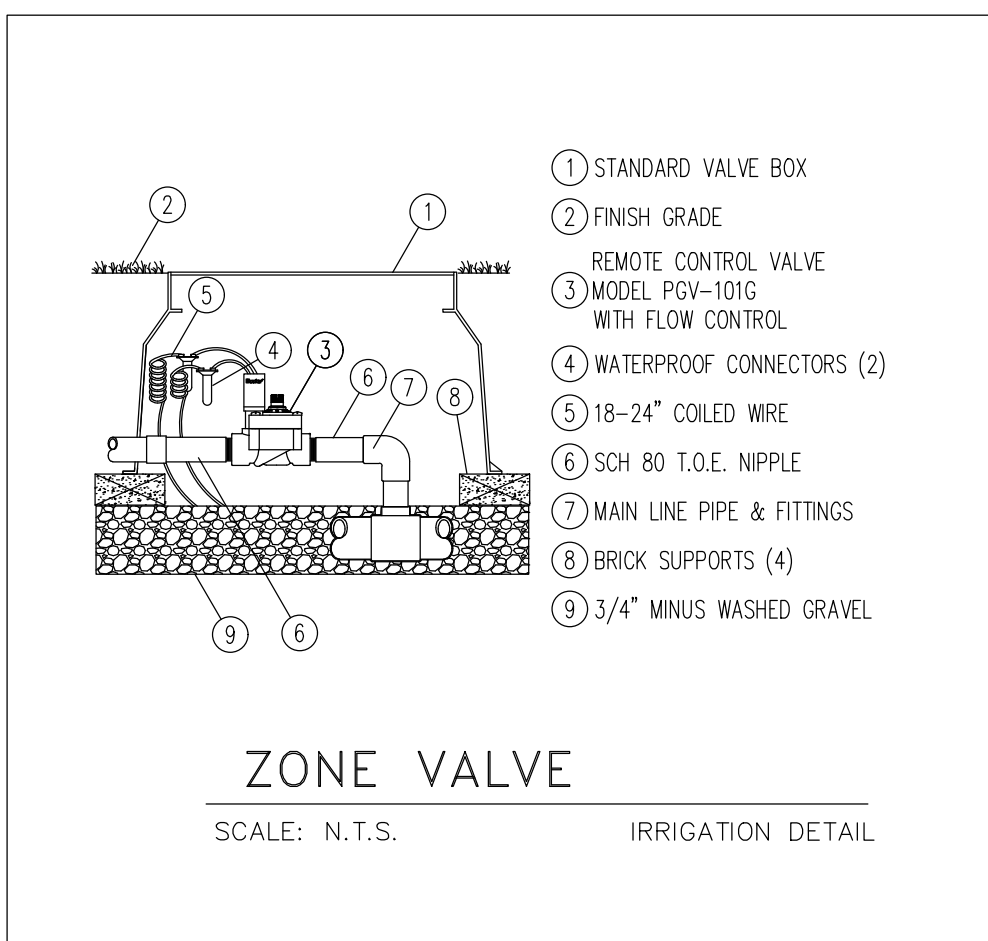 2
1
5
4
3
6
7
8
9
6
1 STANDARD VALVE BOX
2 FINISH GRADE
REMOTE CONTROL VALVE
3 MODEL PGV-101G
WITH FLOW CONTROL
4 WATERPROOF CONNECTORS (2)
5 18-24" COILED WIRE
6 SCH 80 T.O.E. NIPPLE
7 MAIN LINE PIPE & FITTINGS
8 BRICK SUPPORTS (4)
9 3/4" MINUS WASHED GRAVEL
ZONE VALVE
SCALE: N.T.S. IRRIGATION DETAIL